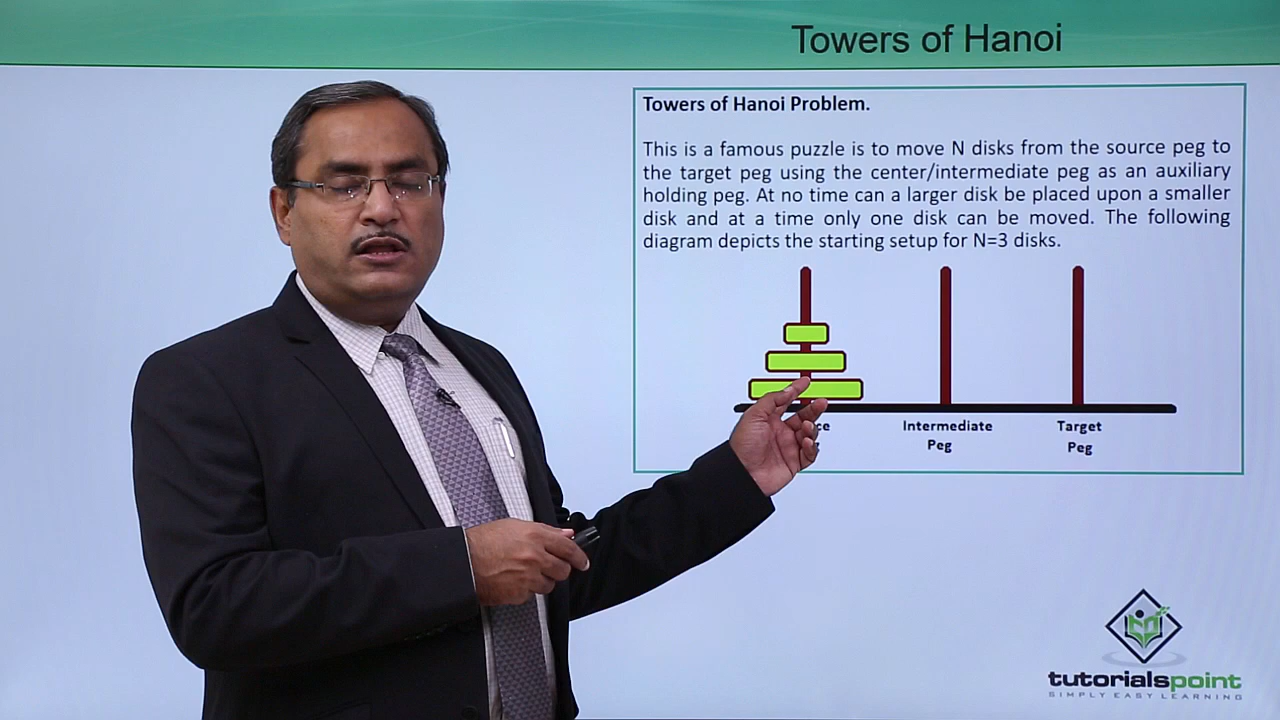 Towers of Hanoi
Towers of Hanoi Problem.
This is a famous puzzle is to move N disks from the source peg to
the target peg using the center/intermediate peg as an auxiliary
holding peg. At no time can a larger disk be placed upon a smaller
disk and at a time only one disk can be moved. The following
diagram depicts the starting setup for N=3 disks.
Intermediate
Peg
Target
Peg
tutorialspoint
SIMPLY EASY LEARNING